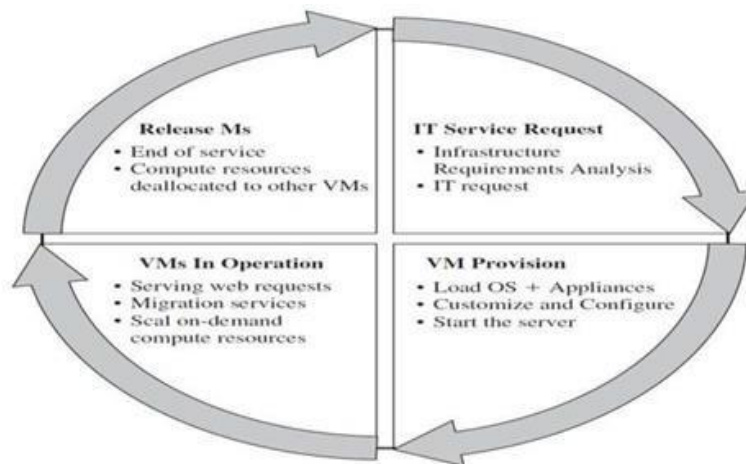 Release Ms
• End of service
• Compute resources
deallocated to other VMs
IT Service Request
• Infrastructure
Requirements Analysis
• IT request
VMs In Operation
• Serving web requests
• Migration services
• Scal on-demand
compute resources
VM Provision
• Load OS + Appliances
• Customize and Configure
• Start the server